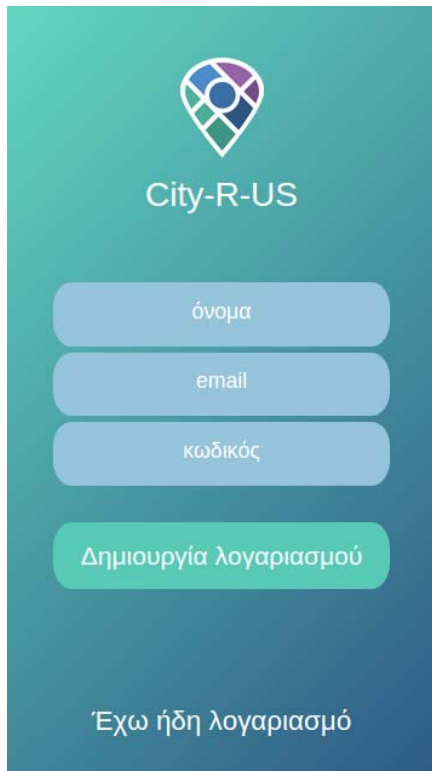 City-R-US
όνομα
email
κωδικός
Δημιουργία λογαριασμού
Έχω ήδη λογαριασμό